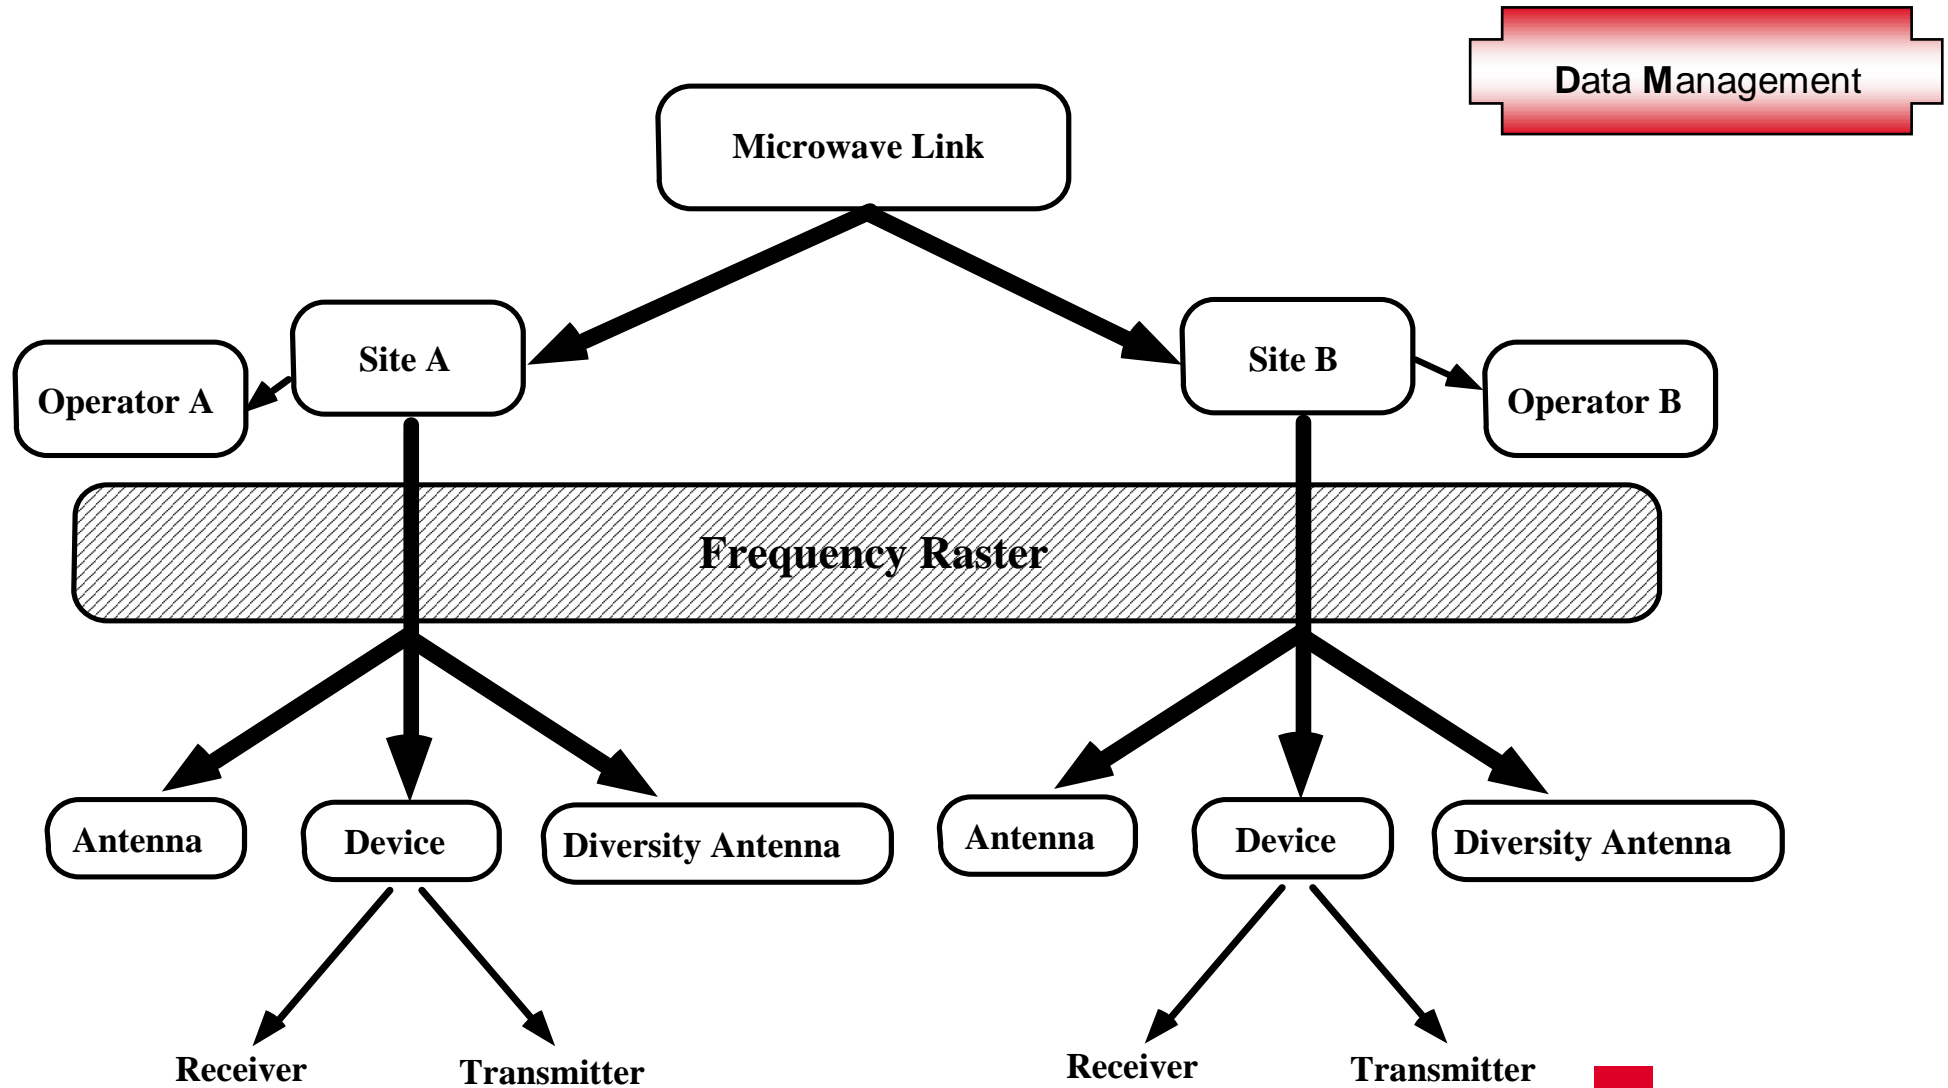 Data Management
Microwave Link
Site A
Site B
Operator A
Operator B
Frequency Raster
Antenna
Device
Diversity Antenna
Antenna
Device
Diversity Antenna
Receiver
Transmitter
Receiver
Transmitter